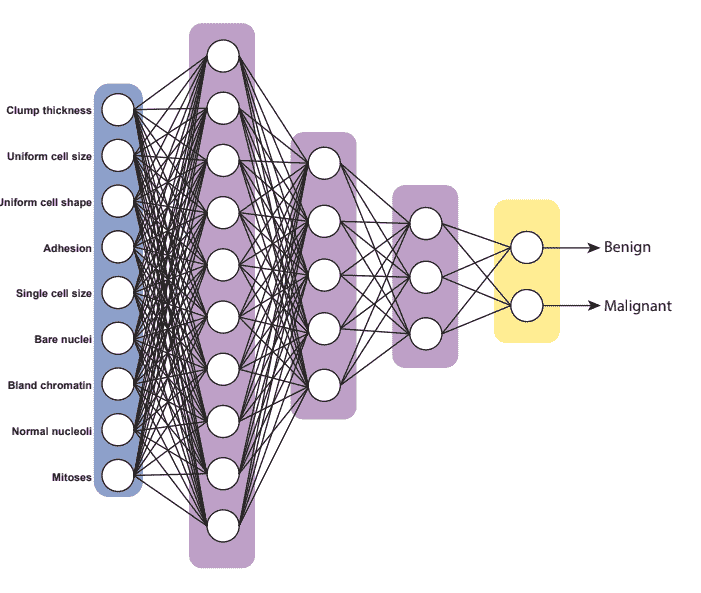 Clump thickness
Uniform cell size
Uniform cell shape
Adhesion
Single cell size
Bare nuclei
Bland chromatin
Normal nucleoli
Mitoses
Benign
Malignant